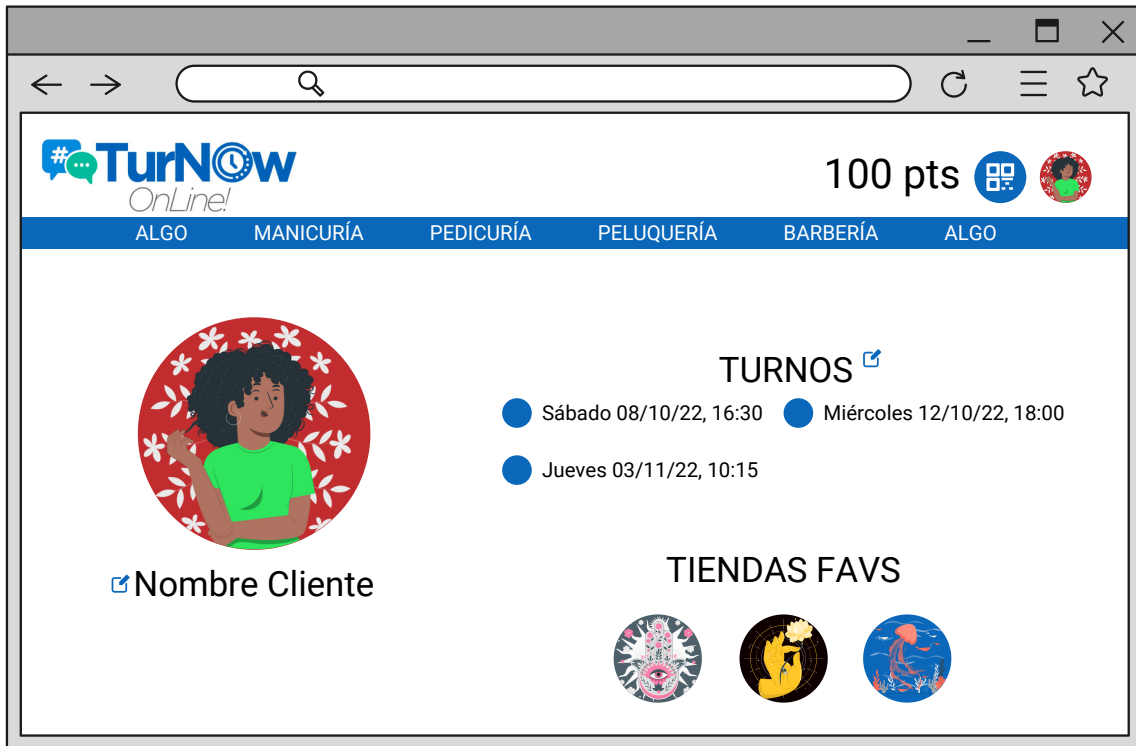 #
TurNOw
OnLine!
100 pts
ALGO MANICURÍA PEDICURÍA PELUQUERÍA BARBERÍA ALGO
TURNOS
Sábado 08/10/22, 16:30 Miércoles 12/10/22, 18:00
Jueves 03/11/22, 10:15
Nombre Cliente
TIENDAS FAVS